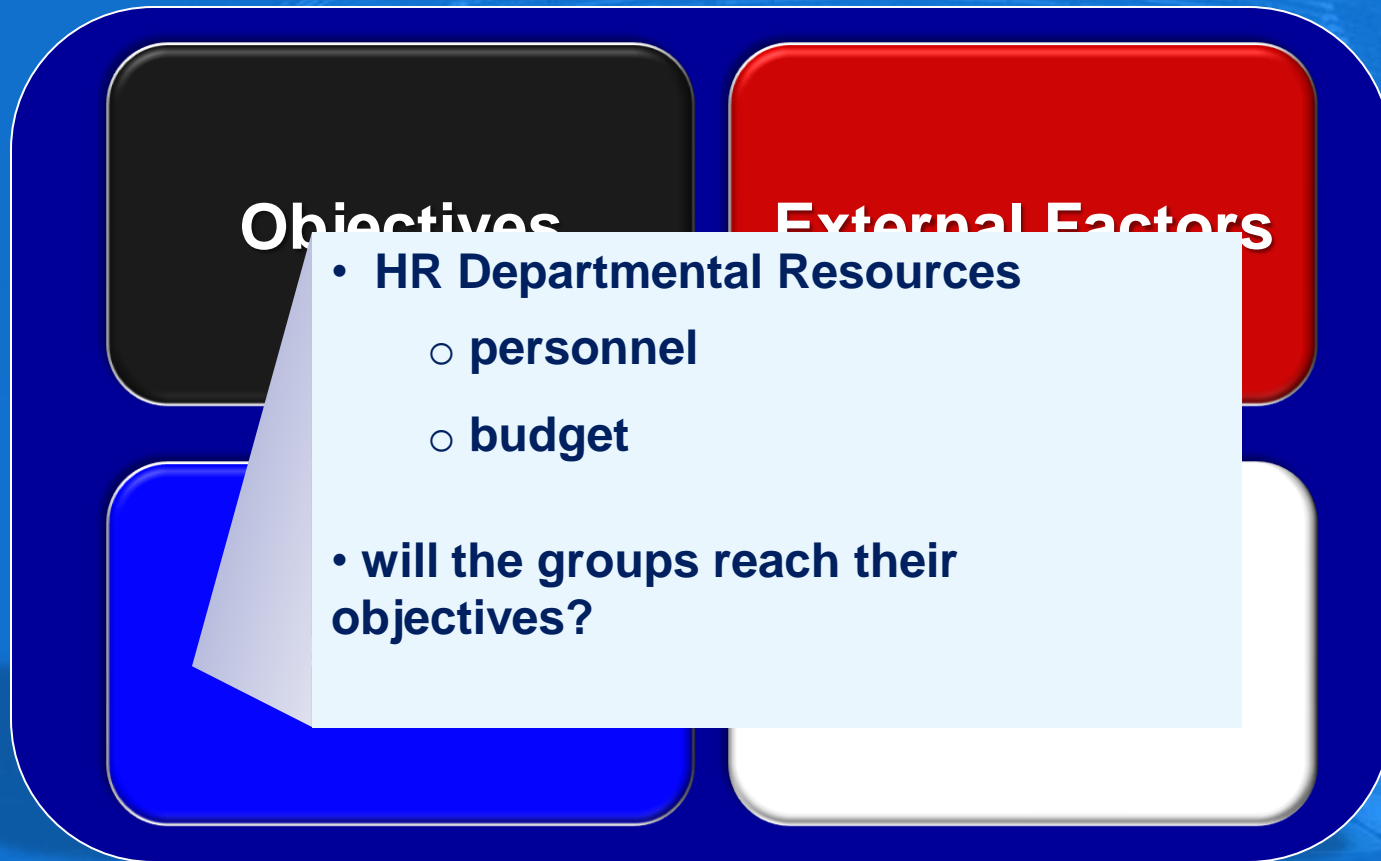 Objectives
External Factors
• HR Departmental Resources
o personnel
o budget
• will the groups reach their
objectives?